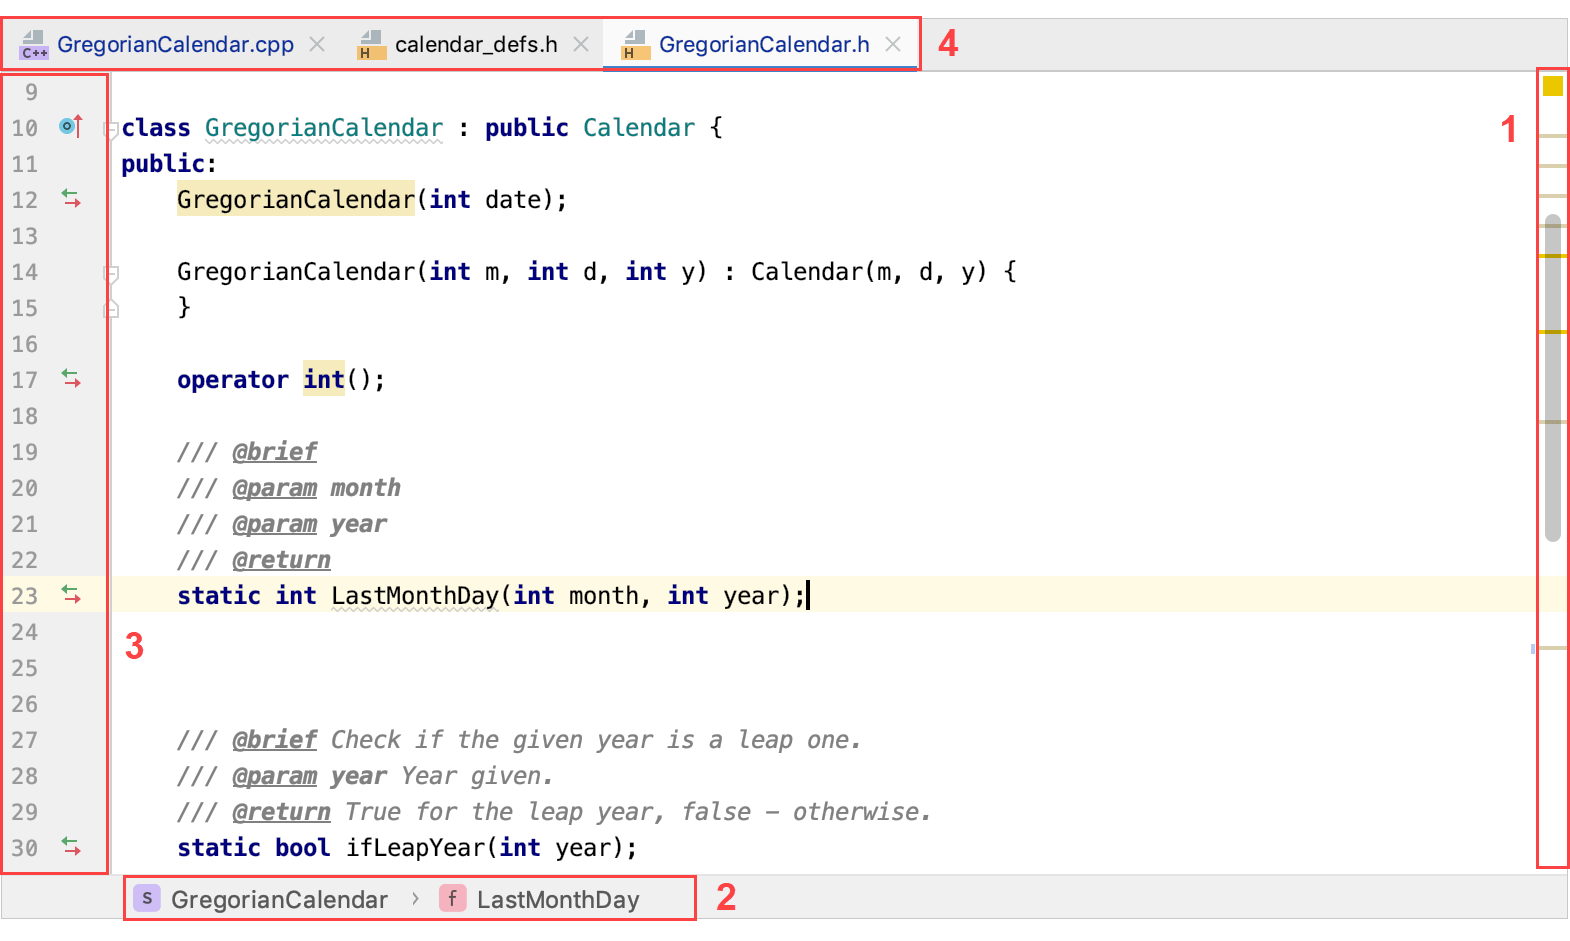 C++ GregorianCalendar.cpp H calendar_defs.h H GregorianCalendar.h 4
9
1
10 class GregorianCalendar : public Calendar {
11 public:
12 GregorianCalendar(int date);
13
14 GregorianCalendar(int m, int d, int y) : Calendar(m, d, y) {
15 }
16
17 operator int();
18
19 /// @brief
20 /// @param month
21 /// @param year
22 /// @return
23 static int LastMonthDay(int month, int year);
24
3
25
26
27 /// @brief Check if the given year is a leap one.
28 /// @param year Year given.
29 /// @return True for the leap year, false – otherwise.
30 static bool ifLeapYear(int year);
S GregorianCalendar › f LastMonthDay 2